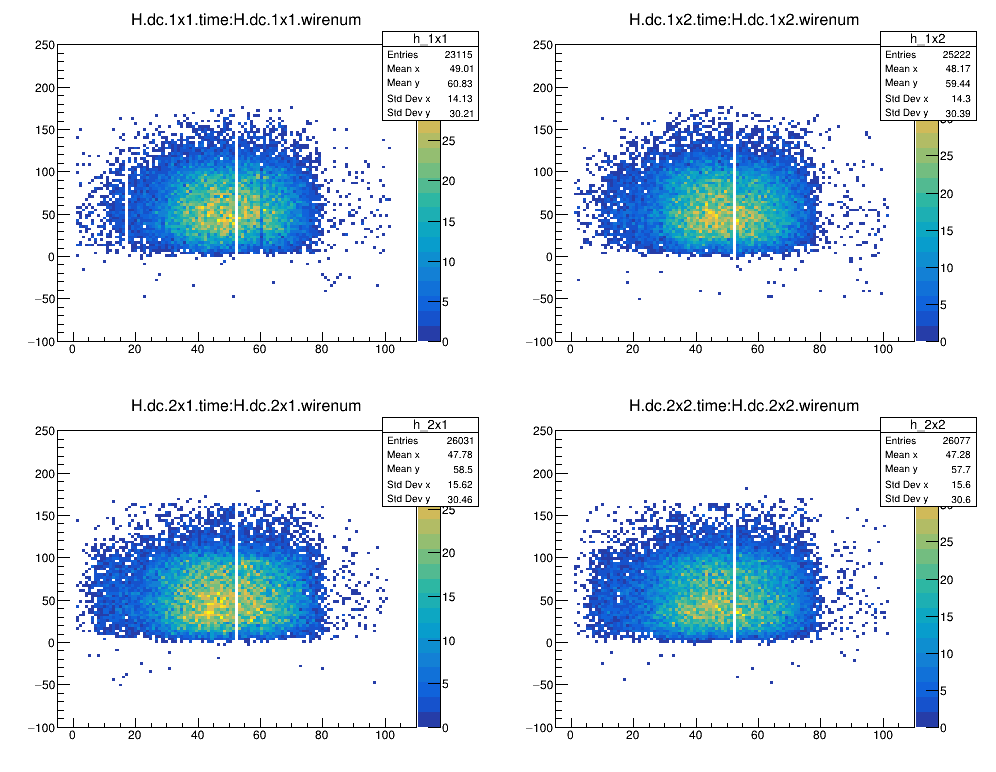 H.dc.1x1.time:H.dc.1x1.wirenum
h_1x1
Entries 23115
Mean x 49.01
Mean y 60.83
Std Dev x 14.13
Std Dev y 30.21
250
200
150
100
50
0
−50
−100
0 20 40 60 80 100
25
20
15
10
5
0
H.dc.1x2.time:H.dc.1x2.wirenum
h_1x2
Entries 25222
Mean x 48.17
Mean y 59.44
Std Dev x 14.3
Std Dev y 30.39
250
200
150
100
50
0
−50
−100
0 20 40 60 80 100
25
20
15
10
5
0
H.dc.2x1.time:H.dc.2x1.wirenum
h_2x1
Entries 26031
Mean x 47.78
Mean y 58.5
Std Dev x 15.62
Std Dev y 30.46
250
200
150
100
50
0
−50
−100
0 20 40 60 80 100
25
20
15
10
5
0
H.dc.2x2.time:H.dc.2x2.wirenum
h_2x2
Entries 26077
Mean x 47.28
Mean y 57.7
Std Dev x 15.6
Std Dev y 30.6
250
200
150
100
50
0
−50
−100
0 20 40 60 80 100
25
20
15
10
5
0